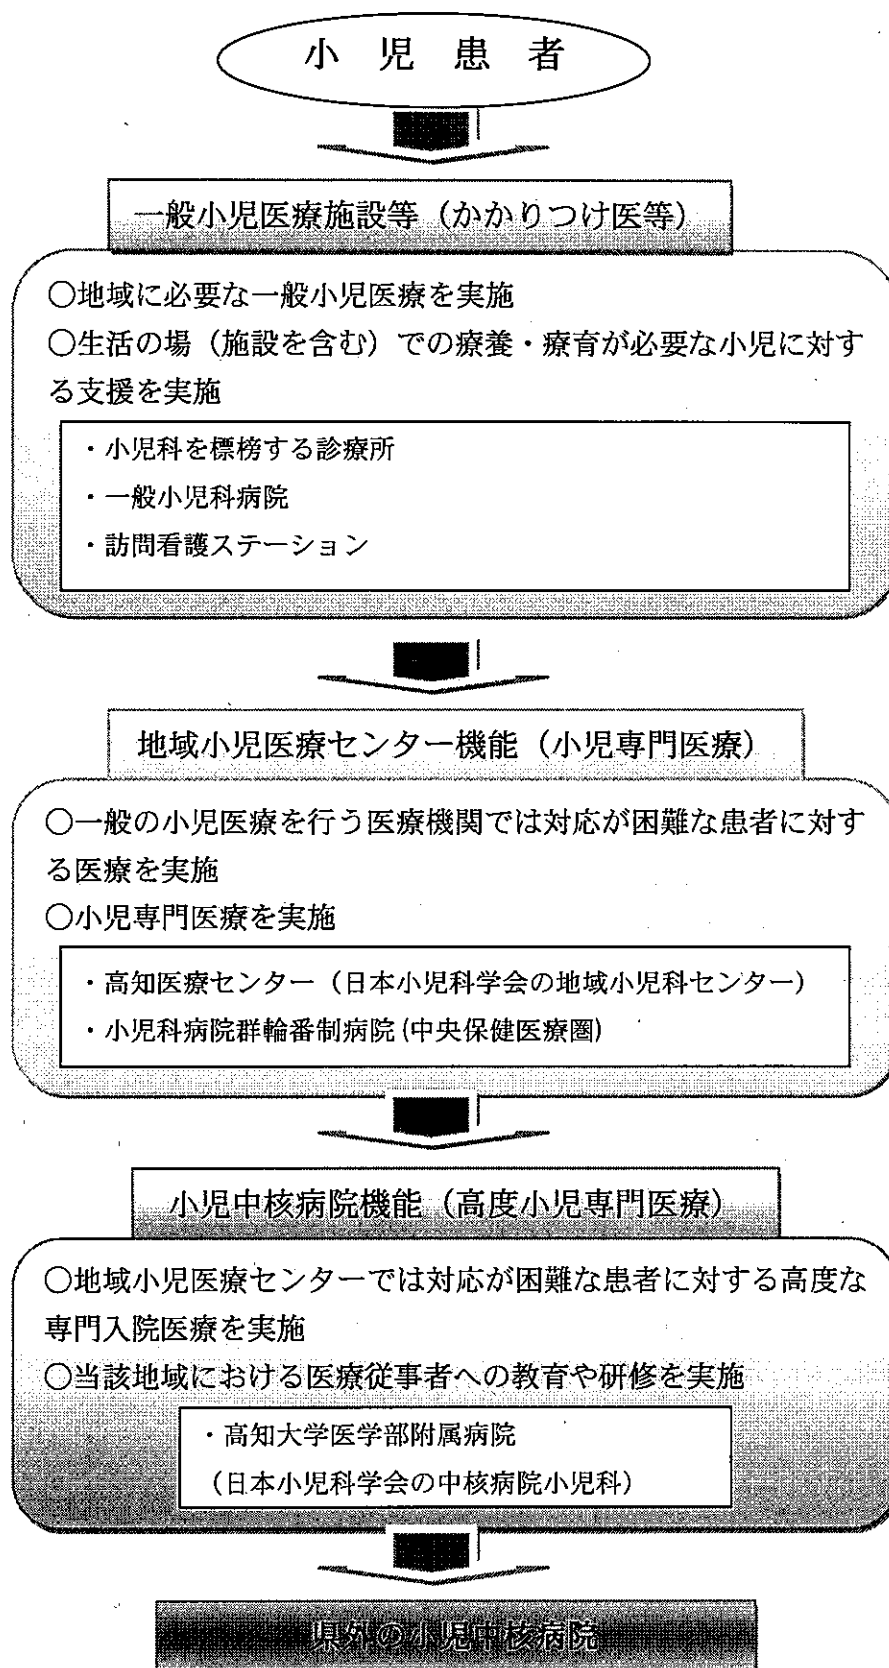 小 児 患 者
一般小児医療施設等（かかりつけ医等）
○地域に必要な一般小児医療を実施
○生活の場（施設を含む）での療養・療育が必要な小児に対す
る支援を実施
・小児科を標榜する診療所
・一般小児科病院
・訪問看護ステーション
地域小児医療センター機能（小児専門医療）
○一般の小児医療を行う医療機関では対応が困難な患者に対す
る医療を実施
○小児専門医療を実施
・高知医療センター（日本小児科学会の地域小児科センター）
・小児科病院群輪番制病院(中央保健医療圏)
小児中核病院機能（高度小児専門医療）
○地域小児医療センターでは対応が困難な患者に対する高度な
専門入院医療を実施
○当該地域における医療従事者への教育や研修を実施
・高知大学医学部附属病院
（日本小児科学会の中核病院小児科）
県外の小児中核病院